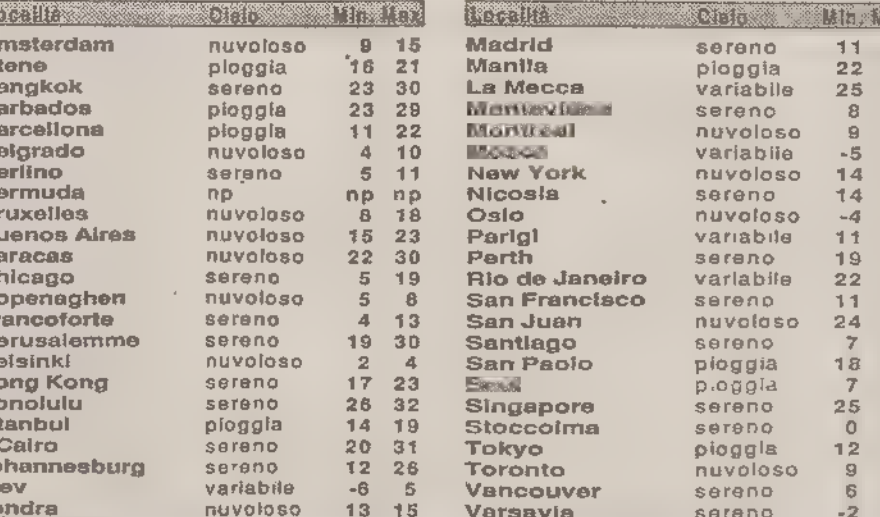 ocalità Cielo Min. Max
msterdam nuvoloso 9 15
tene pioggia 16 21
angkok sereno 23 30
arbados pioggia 23 29
arcellona pioggia 11 22
elgrado nuvoloso 4 10
erlino sereno 5 11
ermuda np np np
ruxelles nuvoloso 8 18
uenos Aires nuvoloso 15 23
aracas nuvoloso 22 30
hicago sereno 5 19
openaghen nuvoloso 5 8
rancoforte sereno 4 13
erusalemme sereno 19 30
elsinki nuvoloso 2 4
ong Kong sereno 17 23
onolulu sereno 26 32
tanbul pioggia 14 19
Cairo sereno 20 31
ohannesburg sereno 12 26
ev variabile -6 5
ondra nuvoloso 13 15
Località Cielo Min.
Madrid sereno 11
Manila pioggia 22
La Mecca variabile 25
sereno 8
nuvoloso 9
variabile -5
New York nuvoloso 14
Nicosia sereno 14
Oslo nuvoloso -4
Parigi variabile 11
Perth sereno 19
Rio de Janeiro variabile 22
San Francisco sereno 11
San Juan nuvoloso 24
Santiago sereno 7
San Paolo pioggia 18
pioggia 7
Singapore sereno 25
Stoccolma sereno 0
Tokyo pioggia 12
Toronto nuvoloso 9
Vancouver sereno 6
Varsavia sereno -2